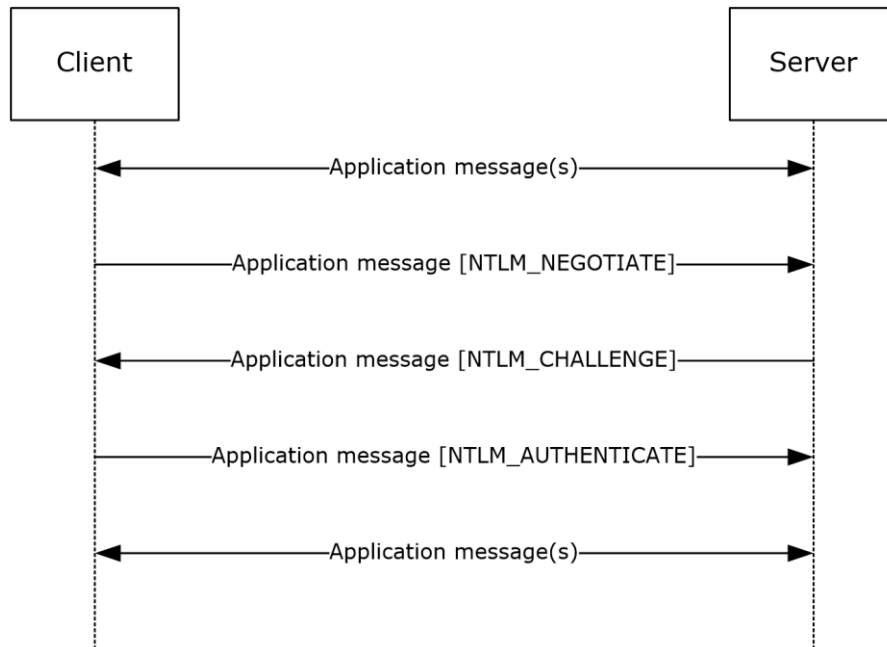 Client
Server
Application message(s)
Application message [NTLM_NEGOTIATE]
Application message [NTLM_CHALLENGE]
Application message [NTLM_AUTHENTICATE]
Application message(s)